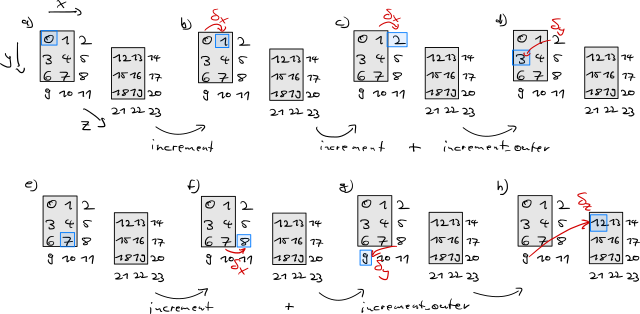 x
a) b) δx c) δx d) δy
0 1 2 0 1 2 0 1 2 0 1 2
y 3 4 5 12 13 14 3 4 5 12 13 14 3 4 5 12 13 14 3 4 5 12 13 14
6 7 8 15 16 17 6 7 8 15 16 17 6 7 8 15 16 17 6 7 8 15 16 17
9 10 11 18 19 20 9 10 11 18 19 20 9 10 11 18 19 20 9 10 11 18 19 20
z 21 22 23 21 22 23 21 22 23 21 22 23
increment increment + increment_outer
e) f) g) h) δz
0 1 2 0 1 2 0 1 2 0 1 2
3 4 5 12 13 14 3 4 5 12 13 14 3 4 5 12 13 14 3 4 5 12 13 14
6 7 8 15 16 17 6 7 8 15 16 17 6 7 8 15 16 17 6 7 8 15 16 17
9 10 11 18 19 20 9 10 11 18 19 20 9 10 11 18 19 20 9 10 11 18 19 20
21 22 23 δx 21 22 23 δy 21 22 23 21 22 23
increment + increment_outer